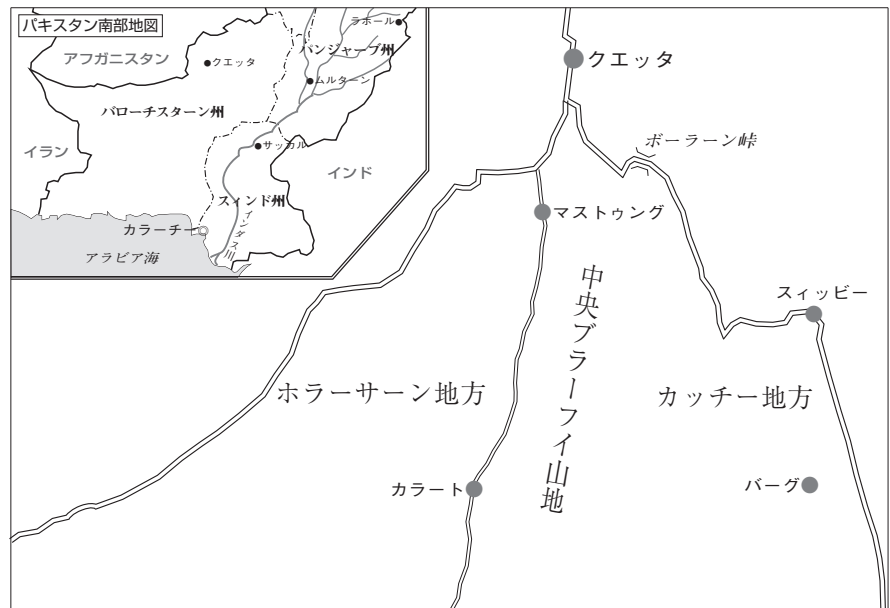 パキスタン南部地図
ラホール
アフガニスタン
クエッタ
パンジャーブ州
ムルターン
バローチスターン州
サッカル
イラン
インド
スィンド州
インダス川
カラーチー
アラビア海
クエッタ
ボーラーン峠
マストゥング
中央ブラーフイ山地
スィッビー
ホラーサーン地方
カッチー地方
カラート
バーグ